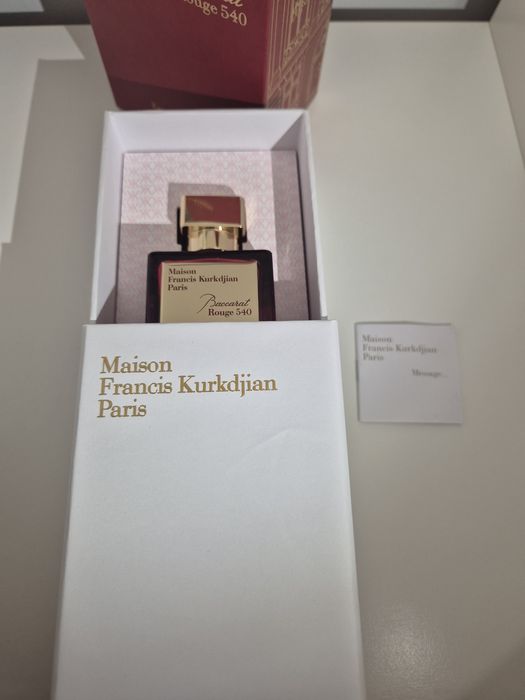 Rouge 540
Maison
Francis Kurkdjian
Paris
Baccarat
Rouge 540
Maison
Francis Kurkdjian
Paris
Maison
Francis Kurkdjian
Paris
Message...